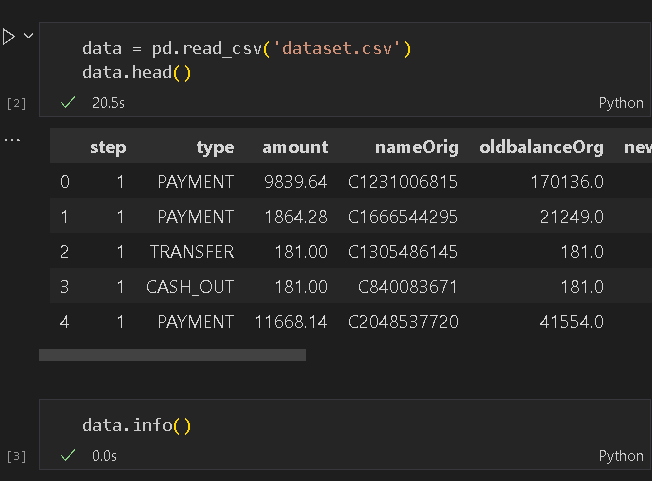 data = pd.read_csv('dataset.csv')
data.head()
[2] 20.5s Python
... step type amount nameOrig oldbalanceOrg new
0 1 PAYMENT 9839.64 C1231006815 170136.0
1 1 PAYMENT 1864.28 C1666544295 21249.0
2 1 TRANSFER 181.00 C1305486145 181.0
3 1 CASH_OUT 181.00 C840083671 181.0
4 1 PAYMENT 11668.14 C2048537720 41554.0
data.info()
[3] 0.0s Python